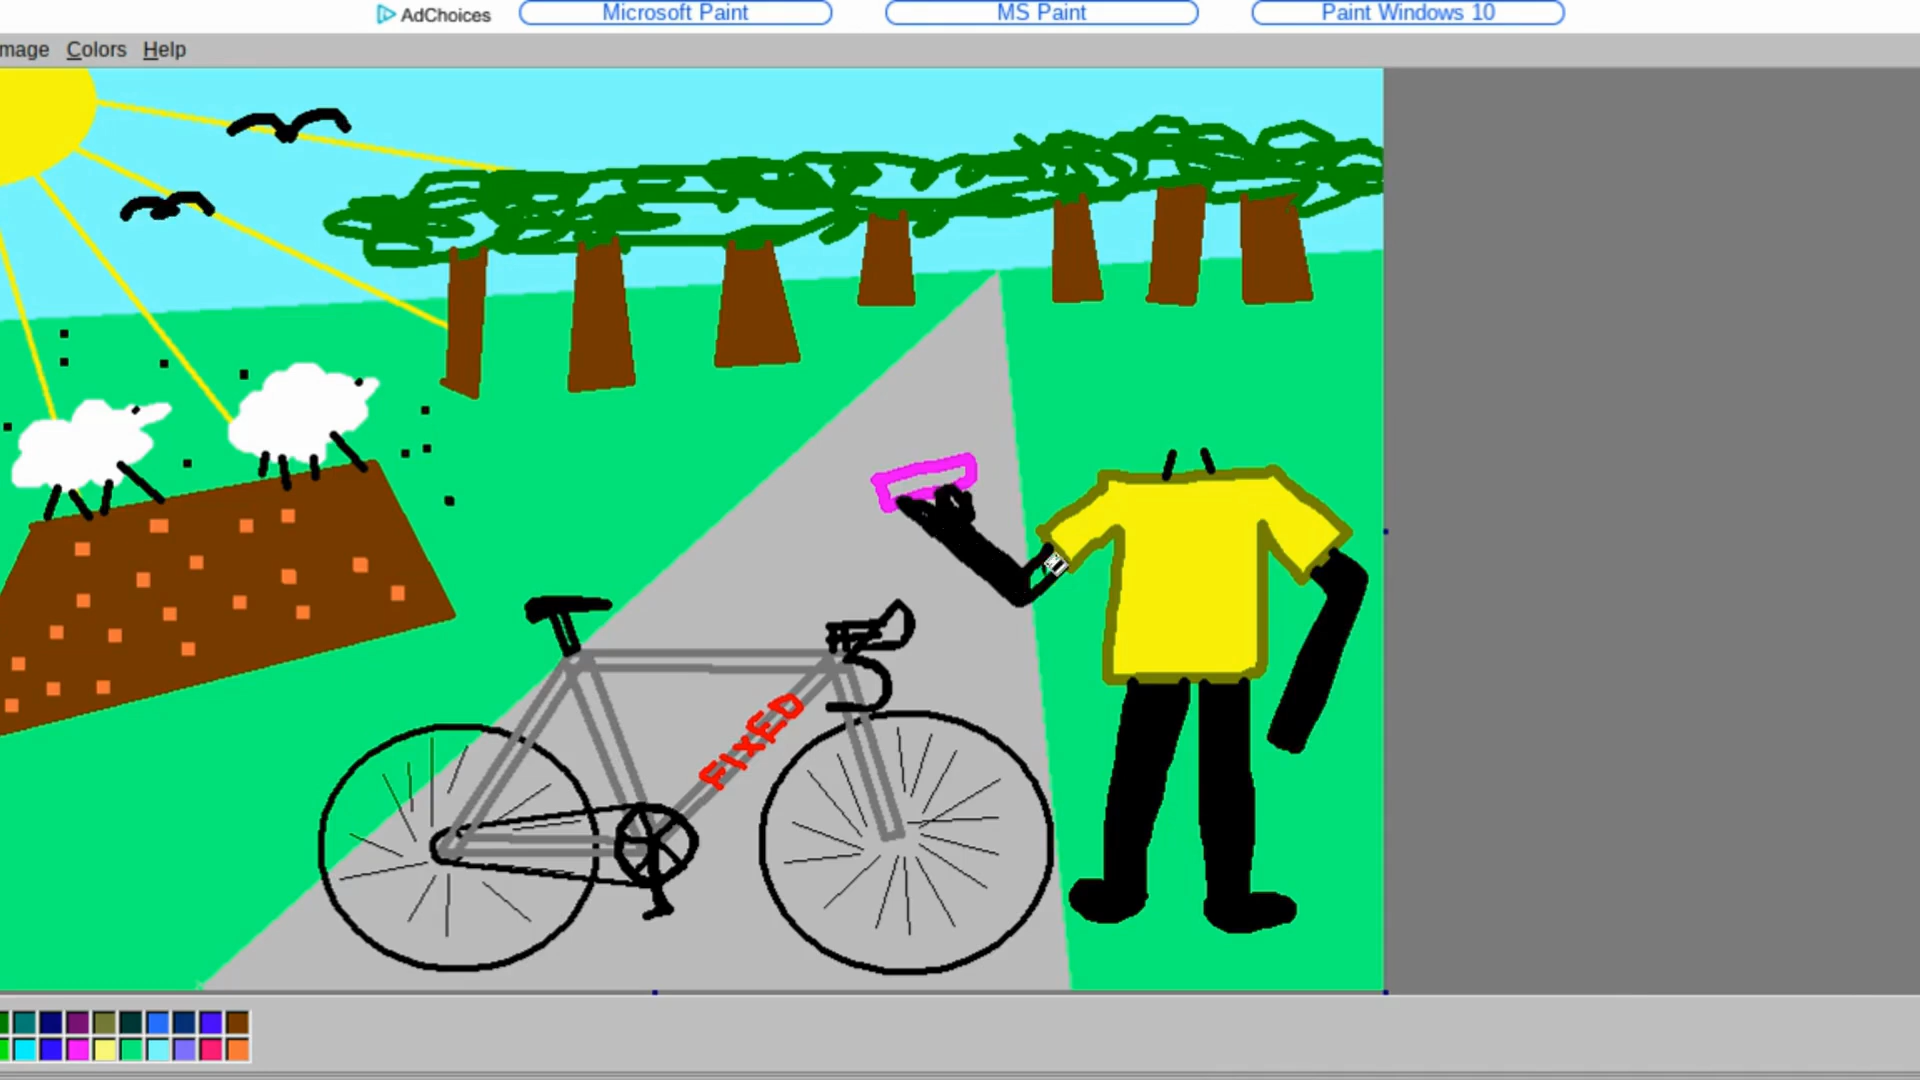 AdChoices
Microsoft Paint
MS Paint
Paint Windows 10
mage Colors Help
FIXED